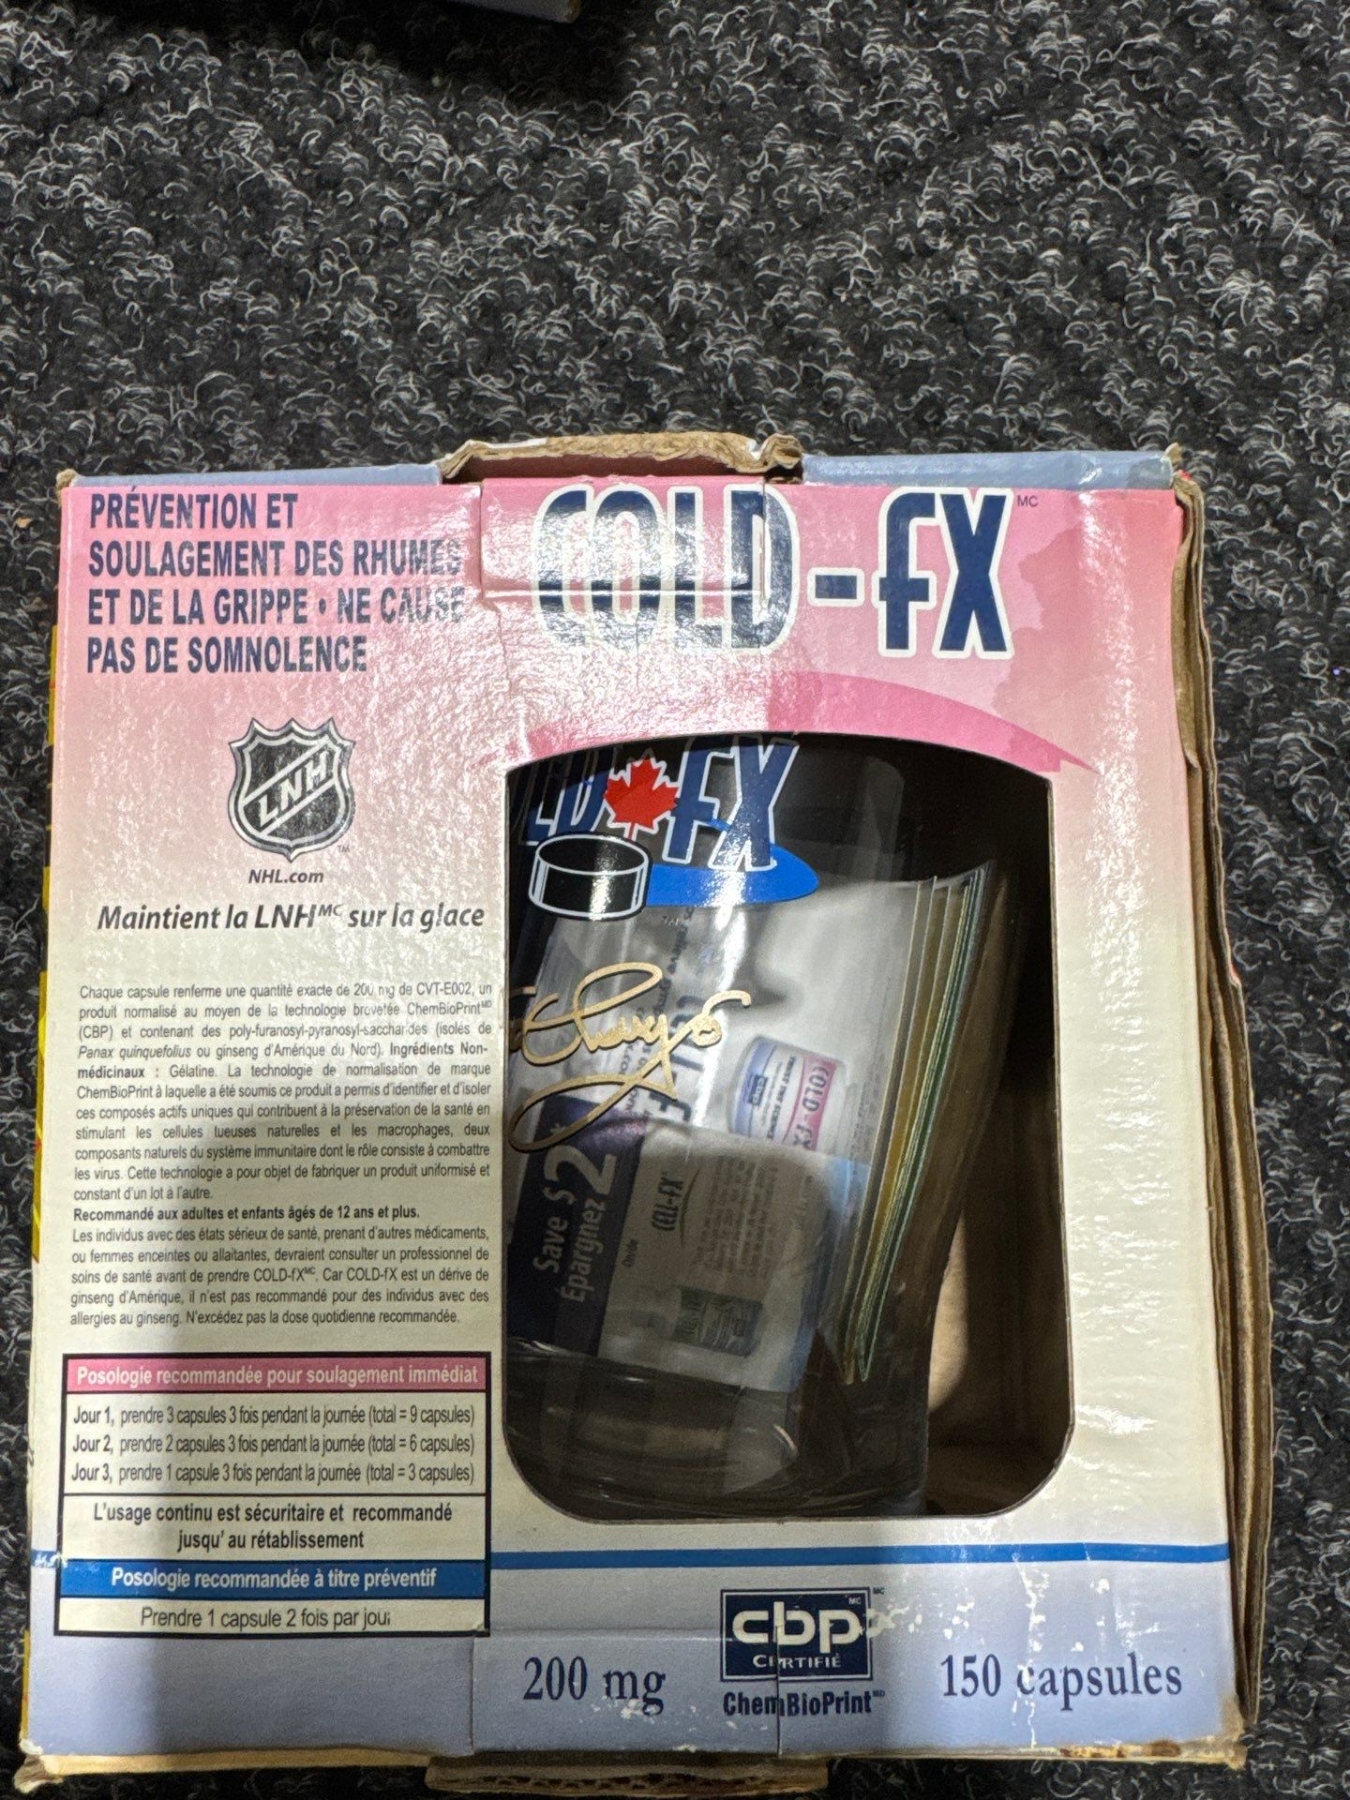 PRÉVENTION ET
SOULAGEMENT DES RHUMES
ET DE LA GRIPPE • NE CAUSE
PAS DE SOMNOLENCE
COLD-fX MC
LNH
NHL.com
Maintient la LNH MC sur la glace
Chaque capsule renferme une quantité exacte de 200 mg de CVT-E002, un
produit normalisé au moyen de la technologie brevetée ChemBioPrint MD
(CBP) et contenant des poly-furanosyl-pyranosyl-saccharides (isolés de
Panax quinquefolius ou ginseng d'Amérique du Nord). Ingrédients Non-
médicinaux : Gélatine. La technologie de normalisation de marque
ChemBioPrint à laquelle a été soumis ce produit a permis d'identifier et d'isoler
ces composés actifs uniques qui contribuent à la préservation de la santé en
stimulant les cellules tueuses naturelles et les macrophages, deux
composants naturels du système immunitaire dont le rôle consiste à combattre
les virus. Cette technologie a pour objet de fabriquer un produit uniformisé et
constant d'un lot à l'autre.
Recommandé aux adultes et enfants âgés de 12 ans et plus.
Les individus avec des états sérieux de santé, prenant d'autres médicaments,
ou femmes enceintes ou allaitantes, devraient consulter un professionnel de
soins de santé avant de prendre COLD-fX MC. Car COLD-fX est un dérive de
ginseng d'Amérique, il n'est pas recommandé pour des individus avec des
allergies au ginseng. N'excédez pas la dose quotidienne recommandée.
Posologie recommandée pour soulagement immédiat
Jour 1, prendre 3 capsules 3 fois pendant la journée (total = 9 capsules)
Jour 2, prendre 2 capsules 3 fois pendant la journée (total = 6 capsules)
Jour 3, prendre 1 capsule 3 fois pendant la journée (total = 3 capsules)
L'usage continu est sécuritaire et recommandé
jusqu' au rétablissement
Posologie recommandée à titre préventif
Prendre 1 capsule 2 fois par jour
LD FX
Save $2
Épargnez
CELL-fX
COLD-fX
200 mg
cbp MC
CERTIFIÉ
ChemBioPrint MD
150 capsules